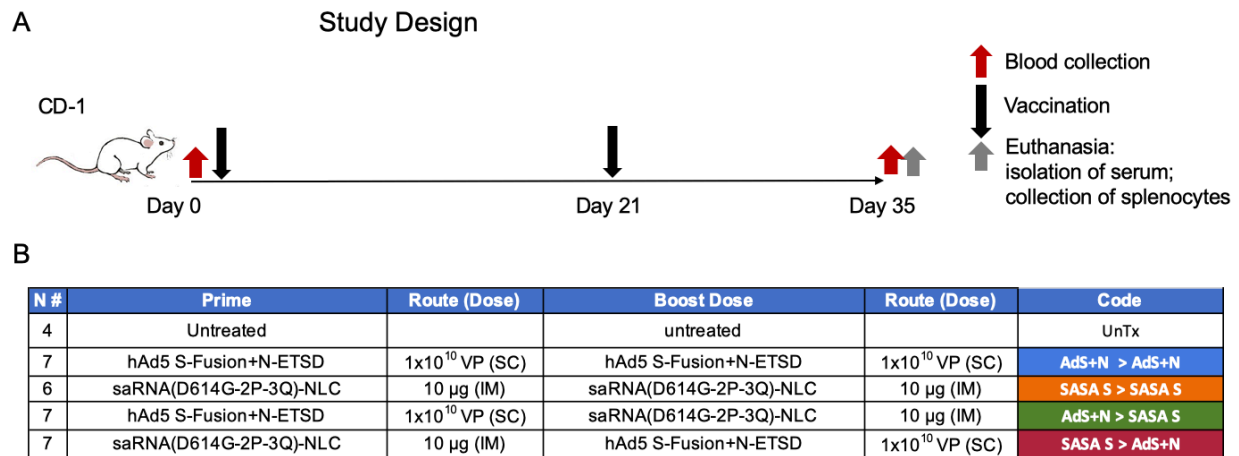 A
Study Design
CD-1
Day 0
Day 21
Day 35
Blood collection
Vaccination
Euthanasia:
isolation of serum;
collection of splenocytes
B
N # Prime Route (Dose) Boost Dose Route (Dose) Code
4 Untreated untreated UnTx
7 hAd5 S-Fusion+N-ETSD 1x10¹⁰ VP (SC) hAd5 S-Fusion+N-ETSD 1x10¹⁰ VP (SC) AdS+N > AdS+N
6 saRNA(D614G-2P-3Q)-NLC 10 µg (IM) saRNA(D614G-2P-3Q)-NLC 10 µg (IM) SASA S > SASA S
7 hAd5 S-Fusion+N-ETSD 1x10¹⁰ VP (SC) saRNA(D614G-2P-3Q)-NLC 10 µg (IM) AdS+N > SASA S
7 saRNA(D614G-2P-3Q)-NLC 10 µg (IM) hAd5 S-Fusion+N-ETSD 1x10¹⁰ VP (SC) SASA S > AdS+N